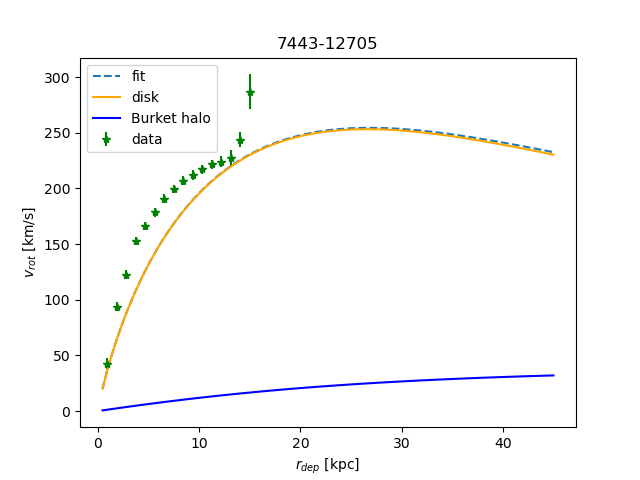 7443-12705
fit
disk
Burket halo
data
300
250
200
150
100
50
0
v_rot [km/s]
0 10 20 30 40
r_dep [kpc]